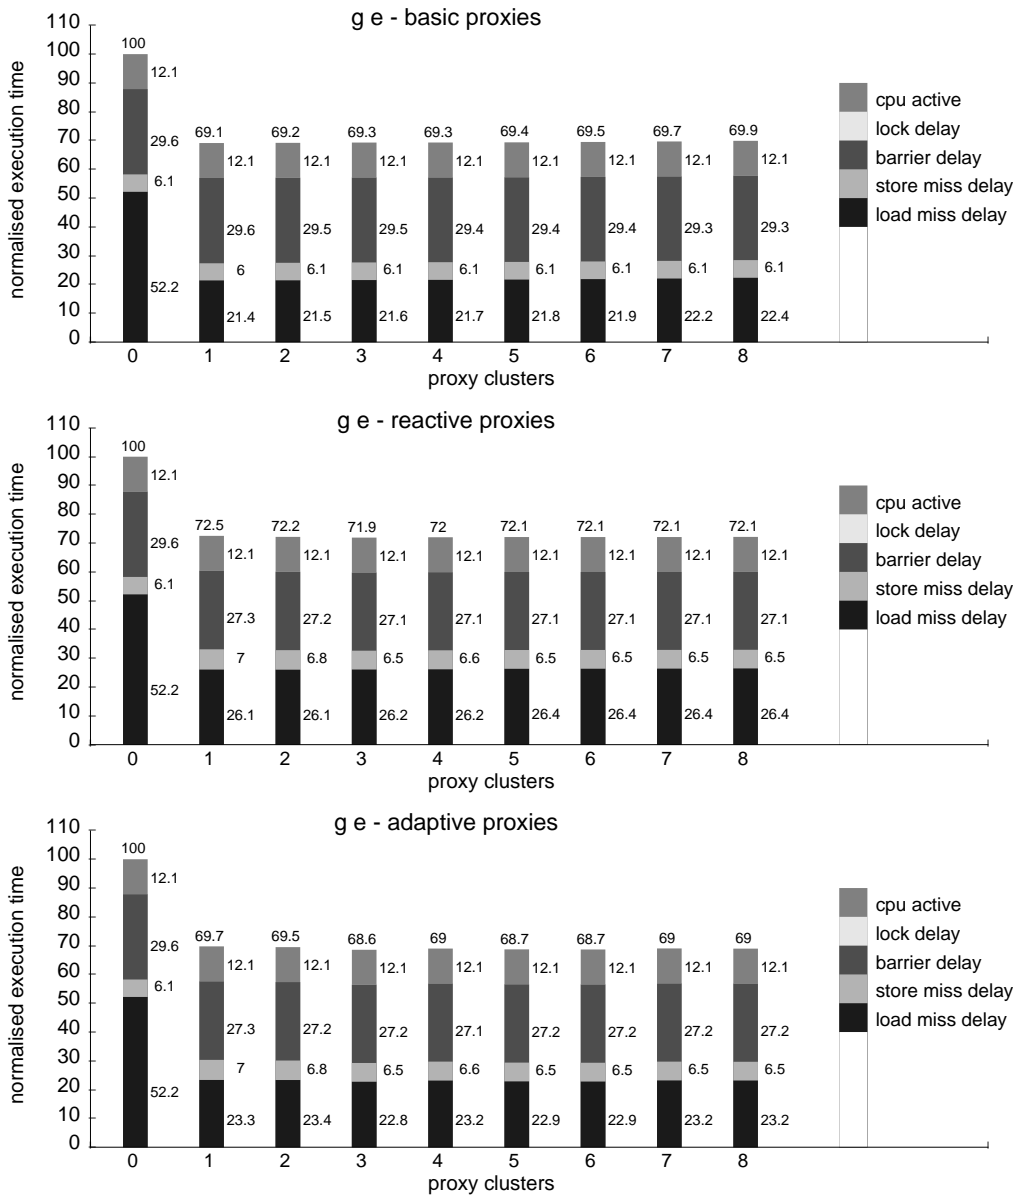 g e - basic proxies
normalised execution time
110
100
90
80
70
60
50
40
30
20
10
0
100 69.1 69.2 69.3 69.3 69.4 69.5 69.7 69.9
12.1 12.1 12.1 12.1 12.1 12.1 12.1 12.1 12.1
29.6 29.6 29.5 29.5 29.4 29.4 29.4 29.3 29.3
6.1 6 6.1 6.1 6.1 6.1 6.1 6.1 6.1
52.2 21.4 21.5 21.6 21.7 21.8 21.9 22.2 22.4
0 1 2 3 4 5 6 7 8
proxy clusters
cpu active
lock delay
barrier delay
store miss delay
load miss delay
g e - reactive proxies
normalised execution time
110
100
90
80
70
60
50
40
30
20
10
0
100 72.5 72.2 71.9 72 72.1 72.1 72.1 72.1
12.1 12.1 12.1 12.1 12.1 12.1 12.1 12.1 12.1
29.6 27.3 27.2 27.1 27.1 27.1 27.1 27.1 27.1
6.1 7 6.8 6.5 6.6 6.5 6.5 6.5 6.5
52.2 26.1 26.1 26.2 26.2 26.4 26.4 26.4 26.4
0 1 2 3 4 5 6 7 8
proxy clusters
cpu active
lock delay
barrier delay
store miss delay
load miss delay
g e - adaptive proxies
normalised execution time
110
100
90
80
70
60
50
40
30
20
10
0
100 69.7 69.5 68.6 69 68.7 68.7 69 69
12.1 12.1 12.1 12.1 12.1 12.1 12.1 12.1 12.1
29.6 27.3 27.2 27.2 27.1 27.2 27.2 27.2 27.2
6.1 7 6.8 6.5 6.6 6.5 6.5 6.5 6.5
52.2 23.3 23.4 22.8 23.2 22.9 22.9 23.2 23.2
0 1 2 3 4 5 6 7 8
proxy clusters
cpu active
lock delay
barrier delay
store miss delay
load miss delay